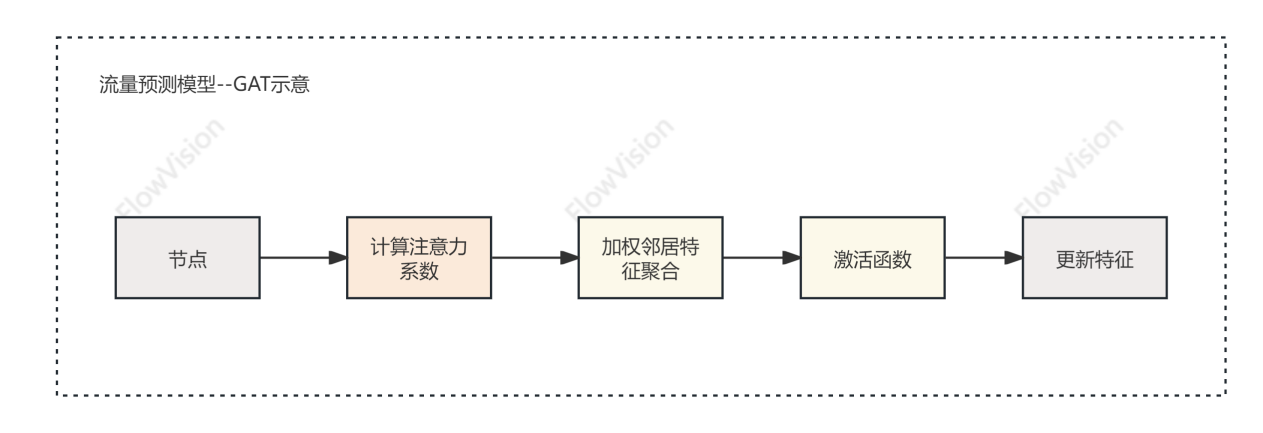 流量预测模型--GAT示意
FlowVision
FlowVision
FlowVision
节点
计算注意力
系数
加权邻居特
征聚合
激活函数
更新特征